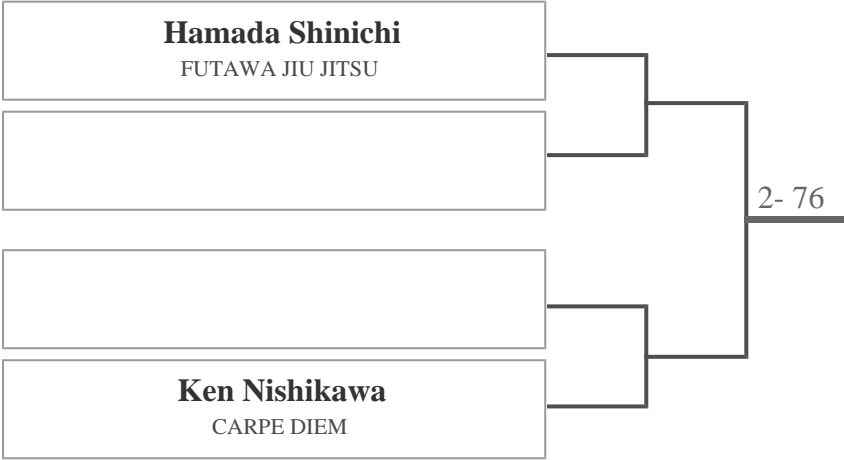 Hamada Shinichi
FUTAWA JIU JITSU
2- 76
Ken Nishikawa
CARPE DIEM